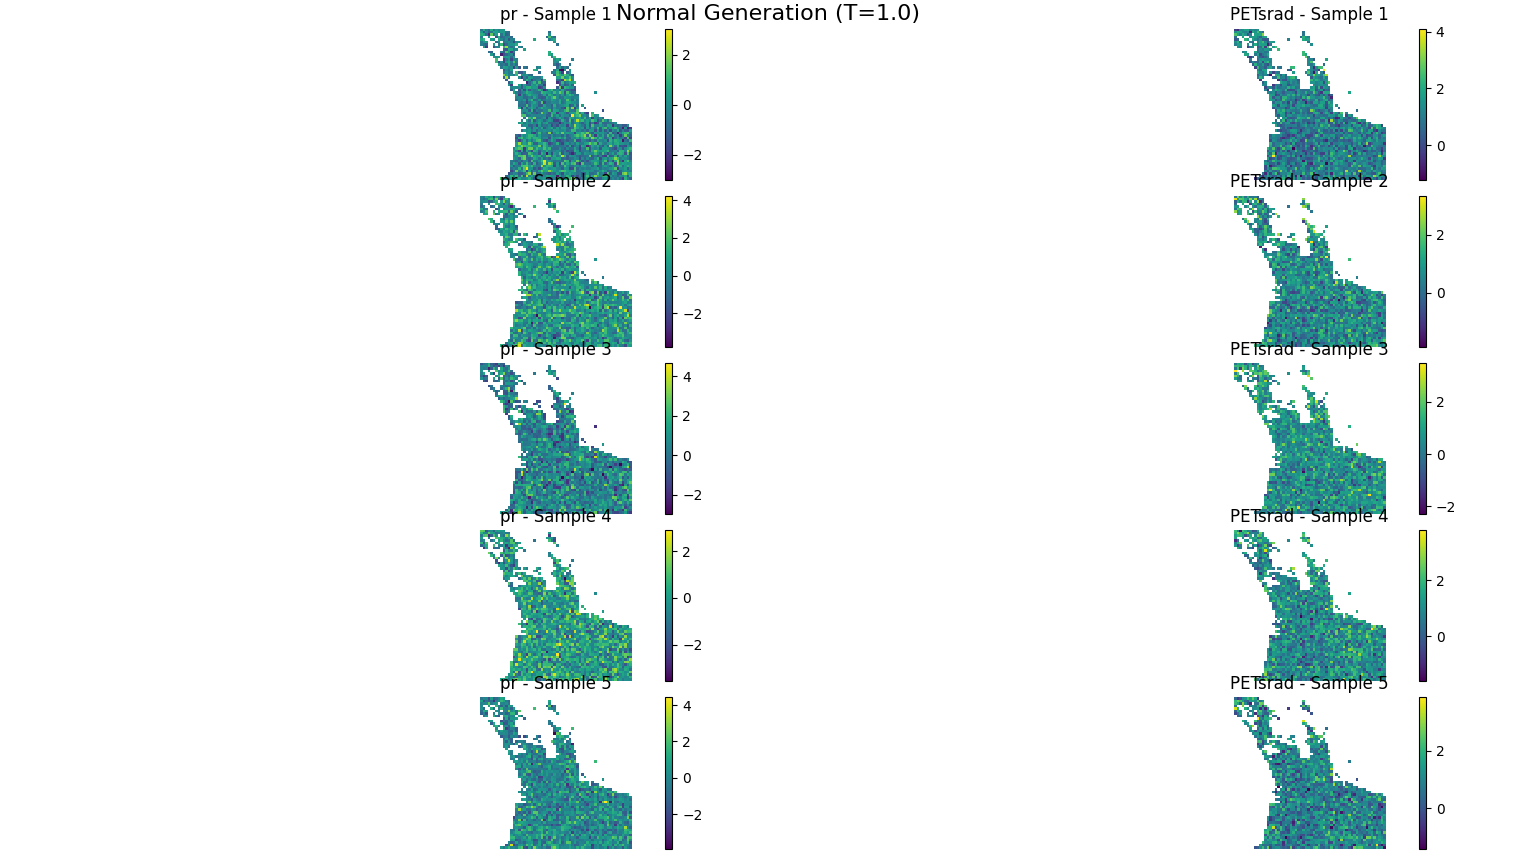 Normal Generation (T=1.0)
pr - Sample 1
2
0
−2
PETsrad - Sample 1
4
2
0
pr - Sample 2
4
2
0
−2
PETsrad - Sample 2
2
0
pr - Sample 3
4
2
0
−2
PETsrad - Sample 3
2
0
−2
pr - Sample 4
2
0
−2
PETsrad - Sample 4
2
0
pr - Sample 5
4
2
0
−2
PETsrad - Sample 5
2
0